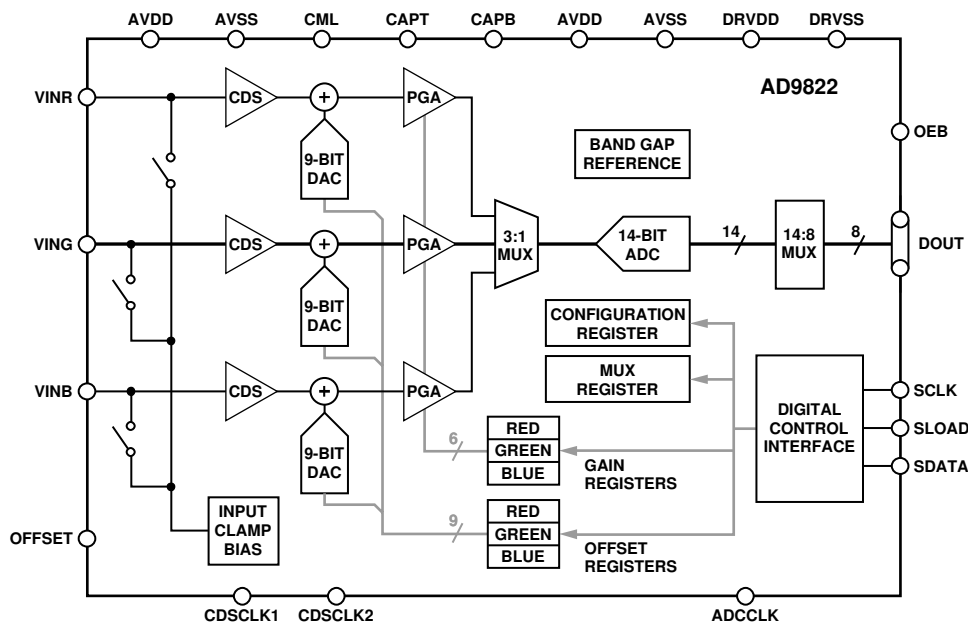 AVDD AVSS CML CAPT CAPB AVDD AVSS DRVDD DRVSS
AD9822
VINR
CDS
+
PGA
9-BIT
DAC
BAND GAP
REFERENCE
OEB
VING
CDS
+
PGA
3:1
MUX
14-BIT
ADC
14
14:8
MUX
8
DOUT
9-BIT
DAC
CONFIGURATION
REGISTER
MUX
REGISTER
VINB
CDS
+
PGA
9-BIT
DAC
DIGITAL
CONTROL
INTERFACE
SCLK
SLOAD
SDATA
6
RED
GREEN
BLUE
GAIN
REGISTERS
9
RED
GREEN
BLUE
OFFSET
REGISTERS
INPUT
CLAMP
BIAS
OFFSET
CDSCLK1 CDSCLK2 ADCCLK